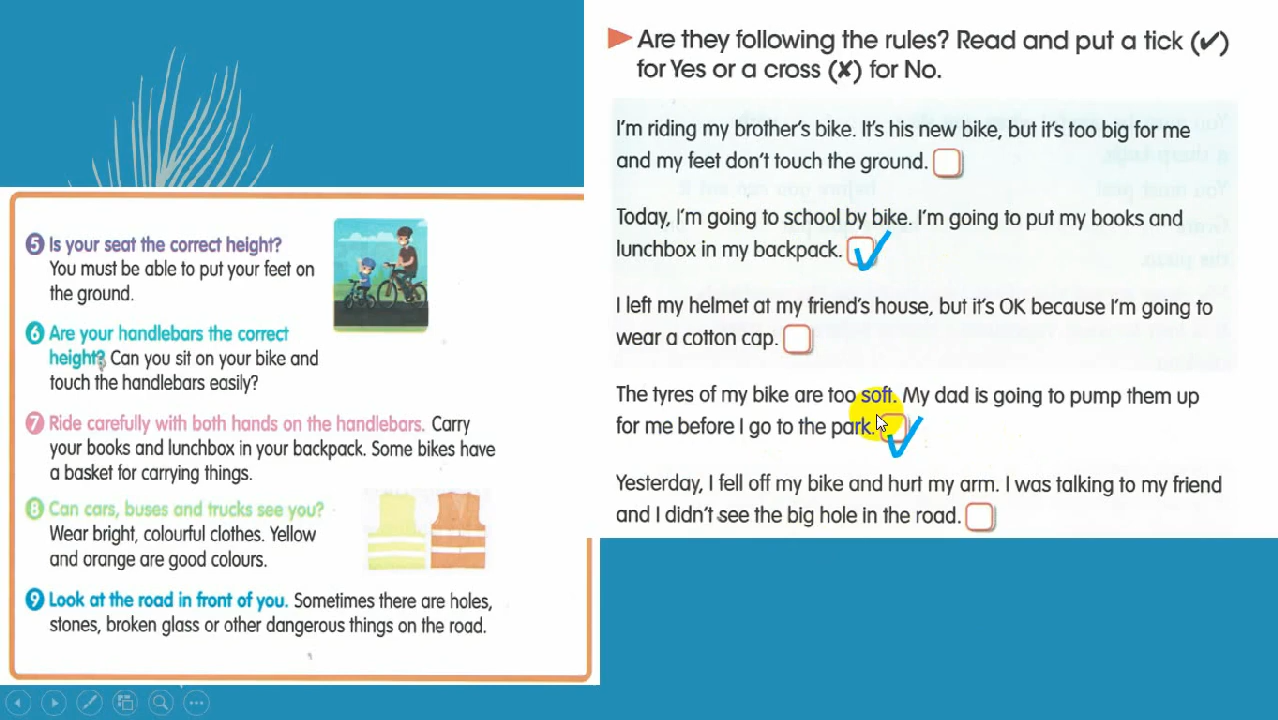 5 Is your seat the correct height?
You must be able to put your feet on
the ground.
6 Are your handlebars the correct
height? Can you sit on your bike and
touch the handlebars easily?
7 Ride carefully with both hands on the handlebars. Carry
your books and lunchbox in your backpack. Some bikes have
a basket for carrying things.
8 Can cars, buses and trucks see you?
Wear bright, colourful clothes. Yellow
and orange are good colours.
9 Look at the road in front of you. Sometimes there are holes,
stones, broken glass or other dangerous things on the road.
Are they following the rules? Read and put a tick (✔)
for Yes or a cross (✘) for No.
I'm riding my brother's bike. It's his new bike, but it's too big for me
and my feet don't touch the ground.
Today, I'm going to school by bike. I'm going to put my books and
lunchbox in my backpack. ✓
I left my helmet at my friend's house, but it's OK because I'm going to
wear a cotton cap.
The tyres of my bike are too soft. My dad is going to pump them up
for me before I go to the park. ✓
Yesterday, I fell off my bike and hurt my arm. I was talking to my friend
and I didn't see the big hole in the road.